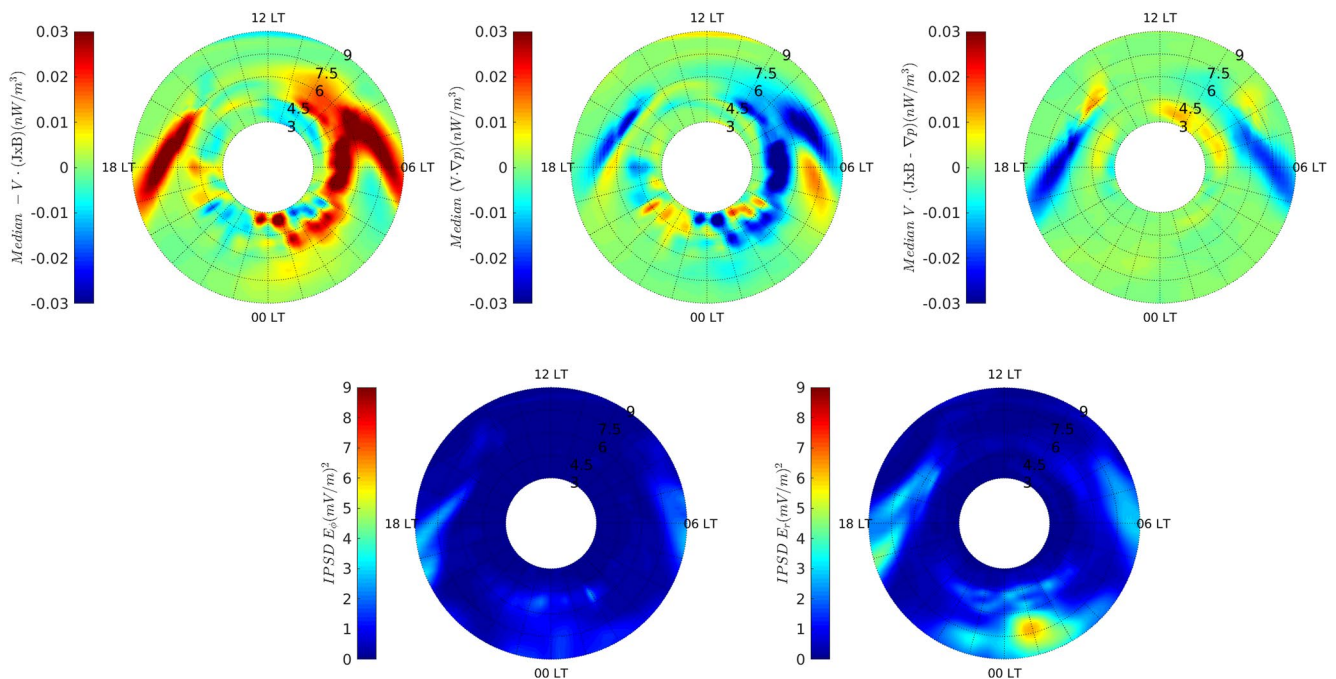 12 LT
0.03
0.02
0.01
0
-0.01
-0.02
-0.03
Median − V · (JxB)(nW/m³)
9
7.5
6
4.5
3
18 LT
06 LT
00 LT
12 LT
0.03
0.02
0.01
0
-0.01
-0.02
-0.03
Median (V·∇p)(nW/m³)
9
7.5
6
4.5
3
18 LT
06 LT
00 LT
12 LT
0.03
0.02
0.01
0
-0.01
-0.02
-0.03
Median V · (JxB - ∇p)(nW/m³)
9
7.5
6
4.5
3
18 LT
06 LT
00 LT
12 LT
9
8
7
6
5
4
3
2
1
0
IPSD Eϕ(mV/m)²
9
7.5
6
4.5
3
18 LT
06 LT
00 LT
12 LT
9
8
7
6
5
4
3
2
1
0
IPSD Er(mV/m)²
9
7.5
6
4.5
3
18 LT
06 LT
00 LT